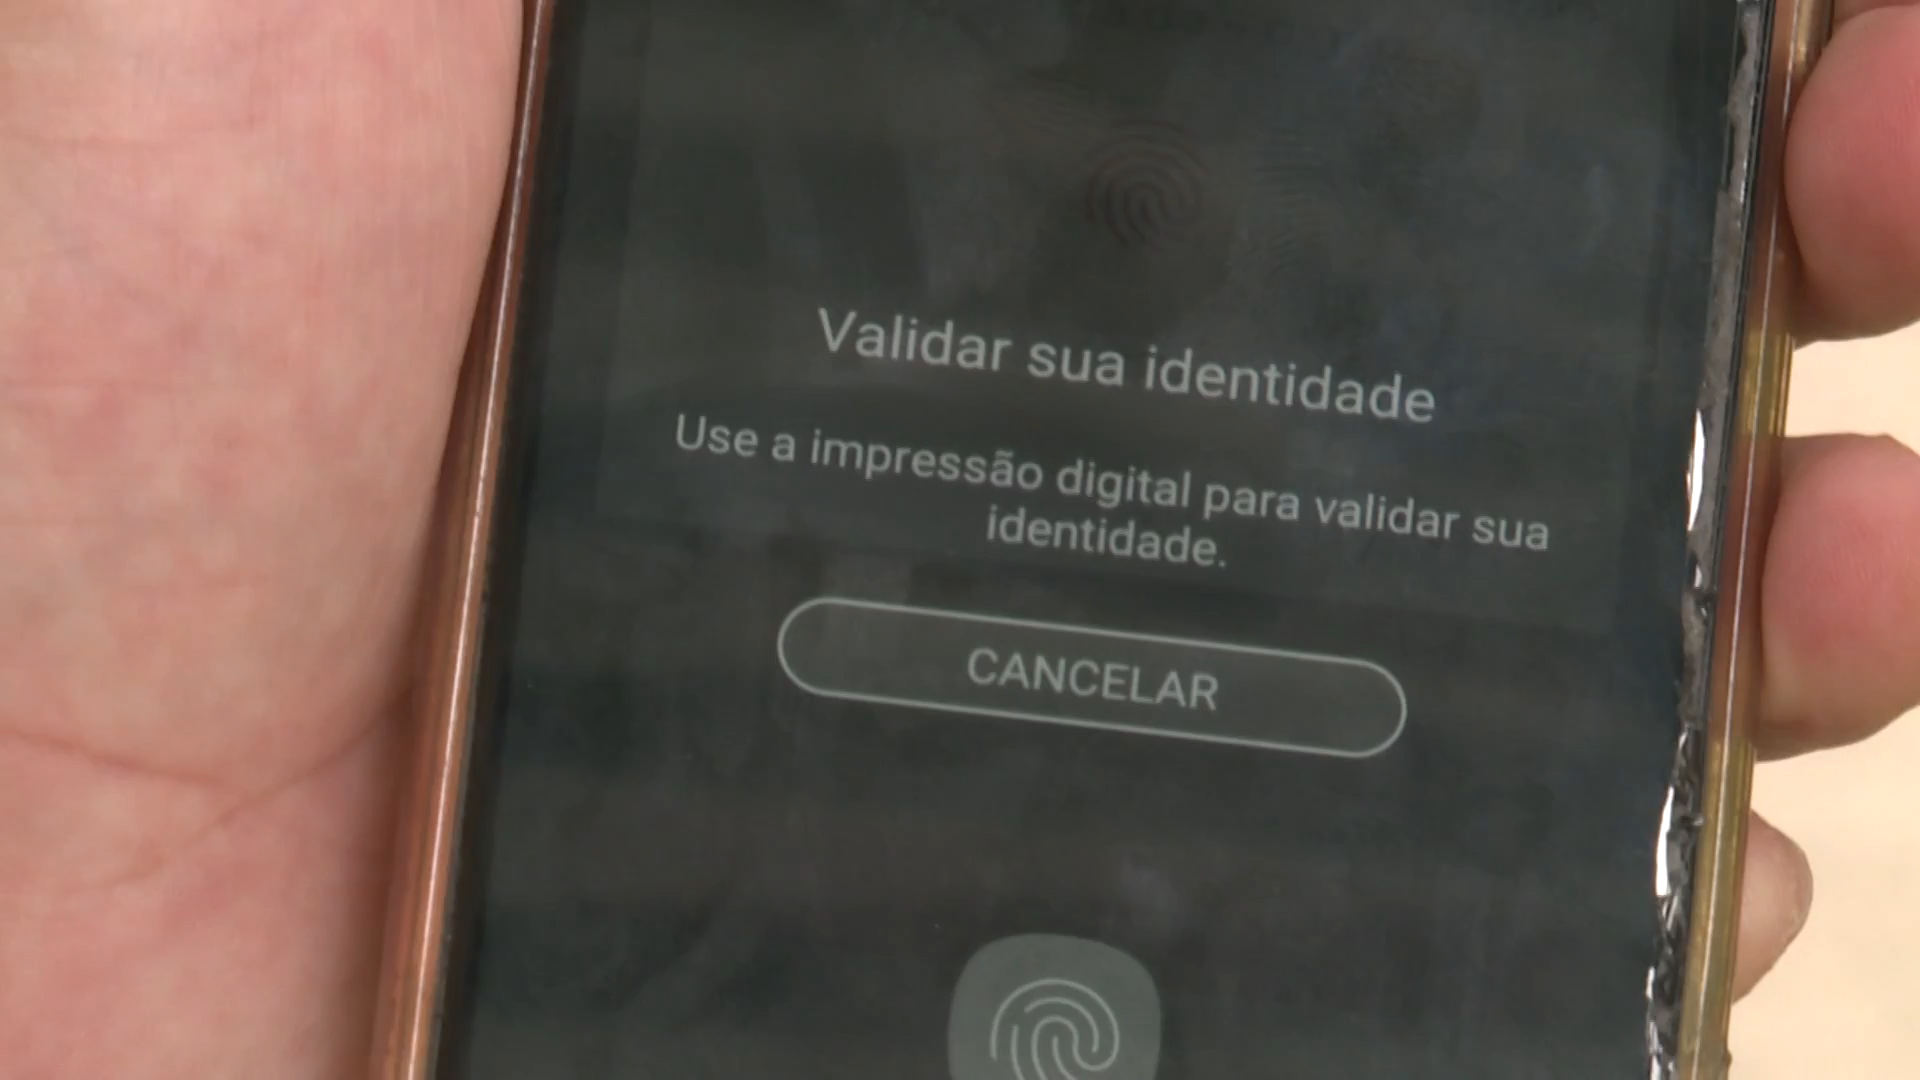 Validar sua identidade
Use a impressão digital para validar sua
identidade.
CANCELAR